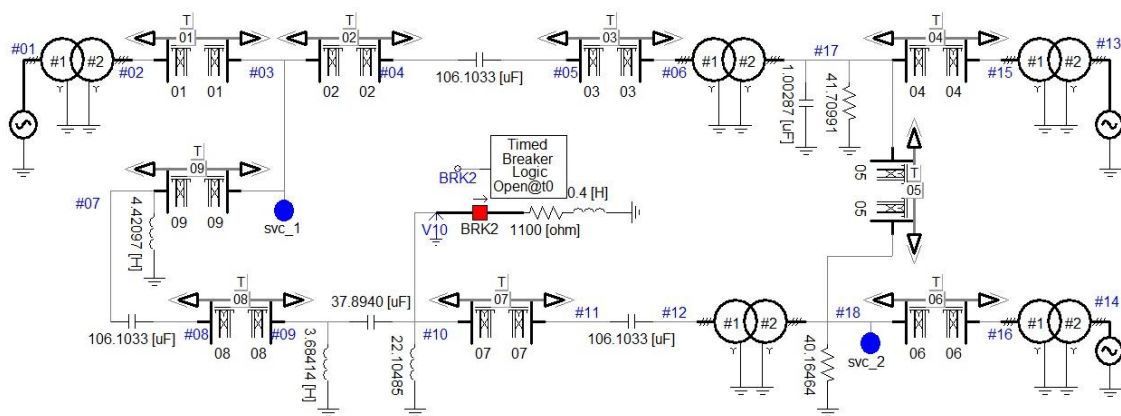 #01
#1 #2
#02
T
01
01 01
#03
T
02
02 02
#04
106.1033 [uF]
#05
T
03
03 03
#06
#1 #2
#17
1.00287 [uF]
41.70991
T
04
04 04
#15
#1 #2
#13
T
09
09 09
#07
4.42097 [H]
svc_1
Timed
Breaker
Logic
Open@t0
BRK2
V10
BRK2
1100 [ohm]
0.4 [H]
05
05
T
05
106.1033 [uF]
#08
T
08
08 08
#09
3.68414 [H]
37.8940 [uF]
22.10485
#10
T
07
07 07
#11
106.1033 [uF]
#12
#1 #2
40.16464
#18
svc_2
T
06
06 06
#16
#1 #2
#14